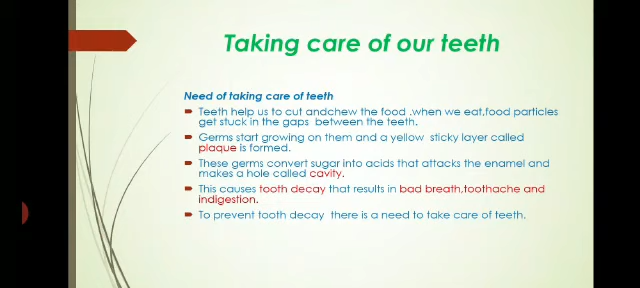 Taking care of our teeth
Need of taking care of teeth
Teeth help us to cut andchew the food .when we eat,food particles
get stuck in the gaps between the teeth.
Germs start growing on them and a yellow sticky layer called
plaque is formed.
These germs convert sugar into acids that attacks the enamel and
makes a hole called cavity.
This causes tooth decay that results in bad breath,toothache and
indigestion.
To prevent tooth decay there is a need to take care of teeth.